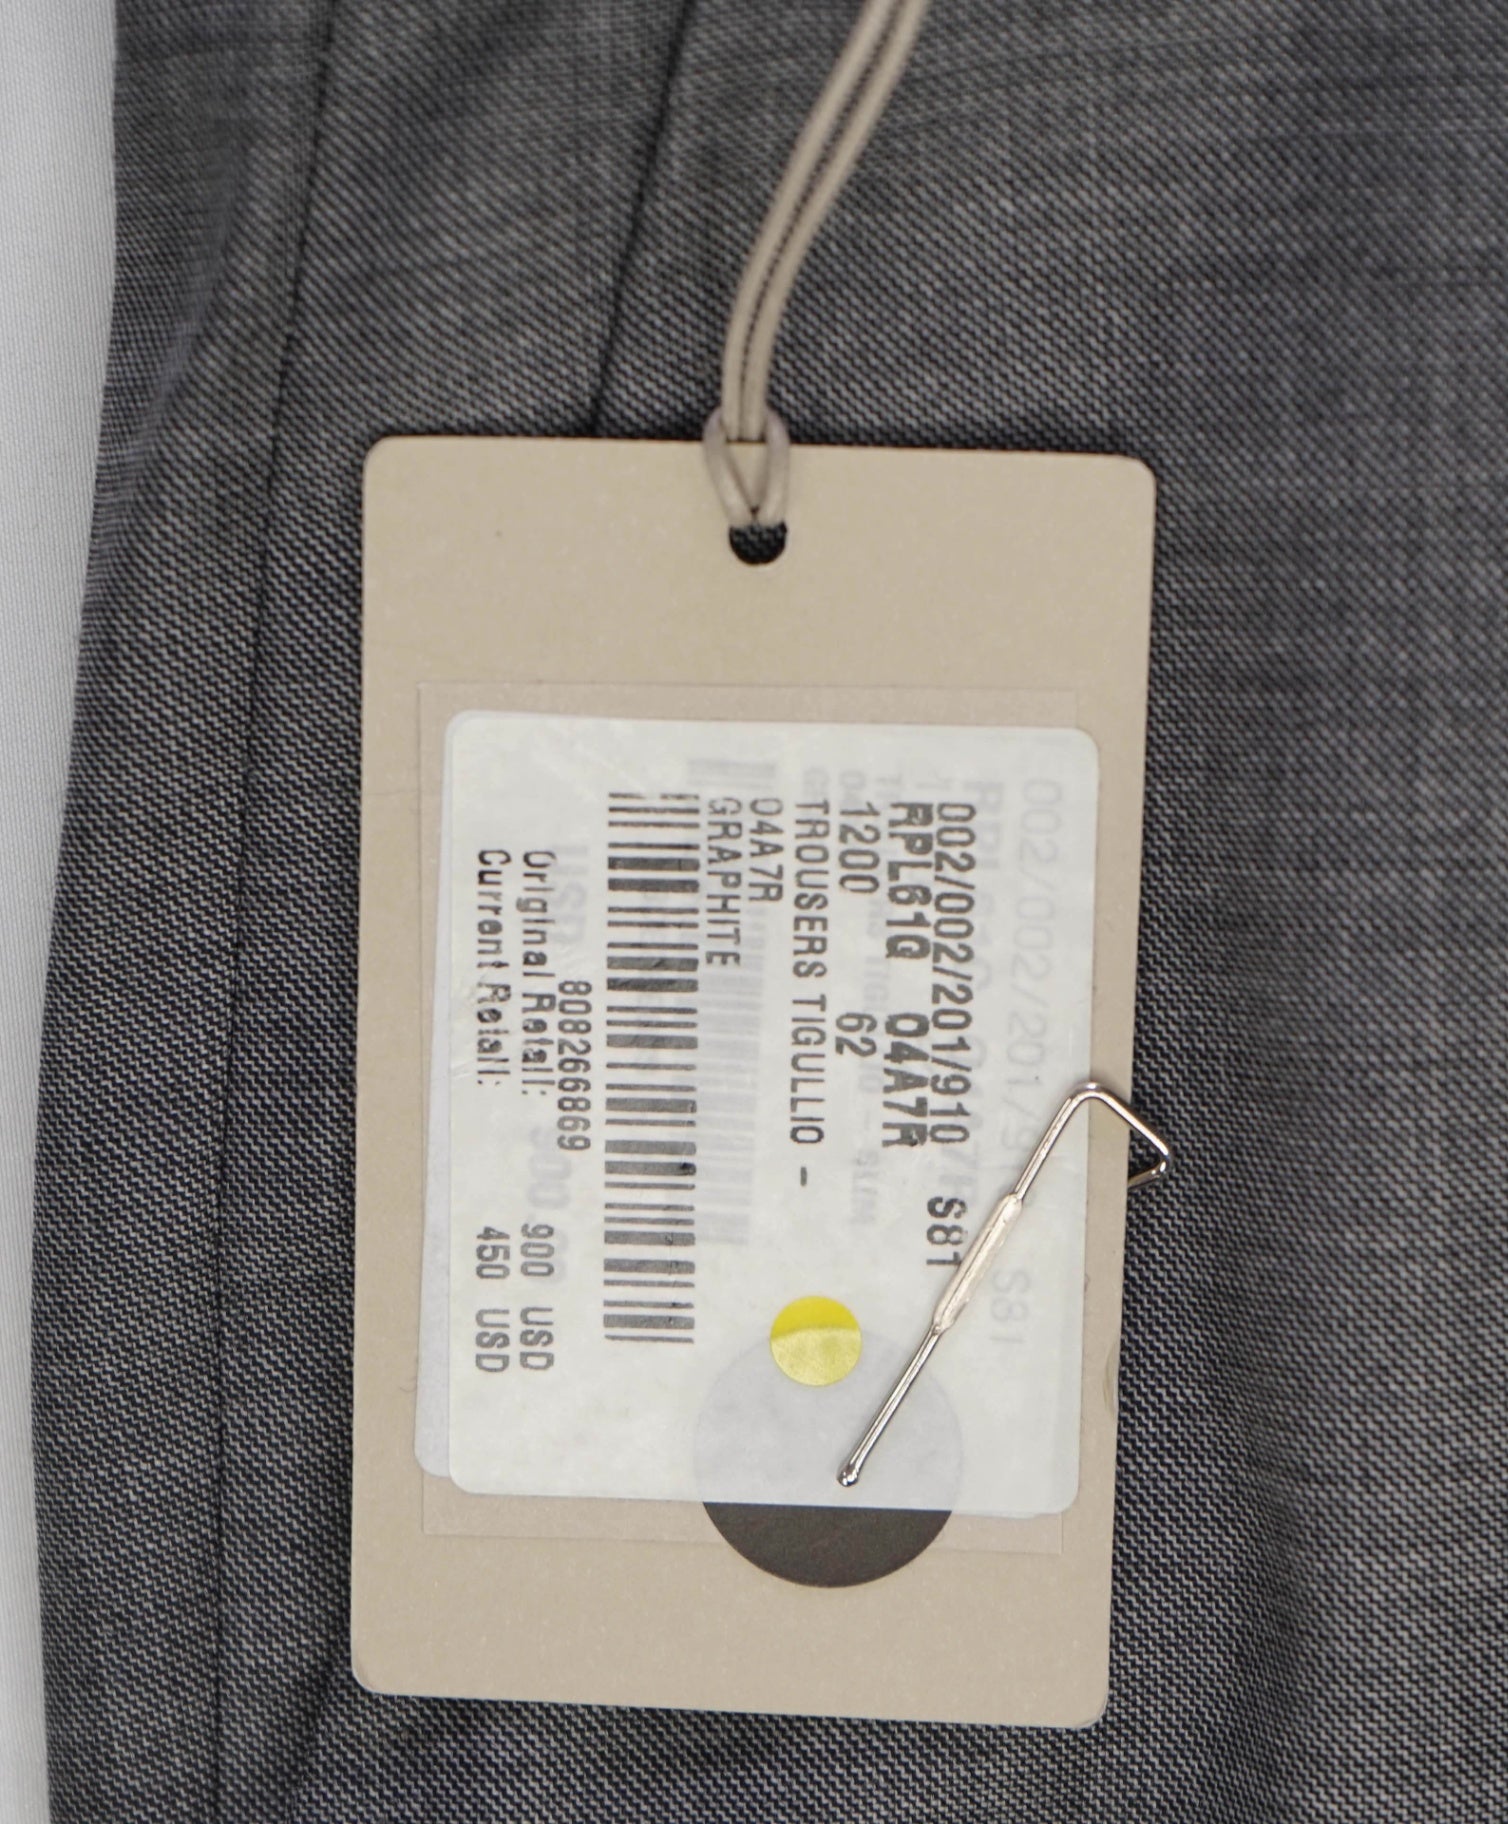 002/002/201/910 S81
RPL61Q Q4A7R
1200 62
TROUSERS TIGULLIO -
04A7R
GRAPHITE
808266869
Original Retail: 900 USD
Current Retail: 450 USD